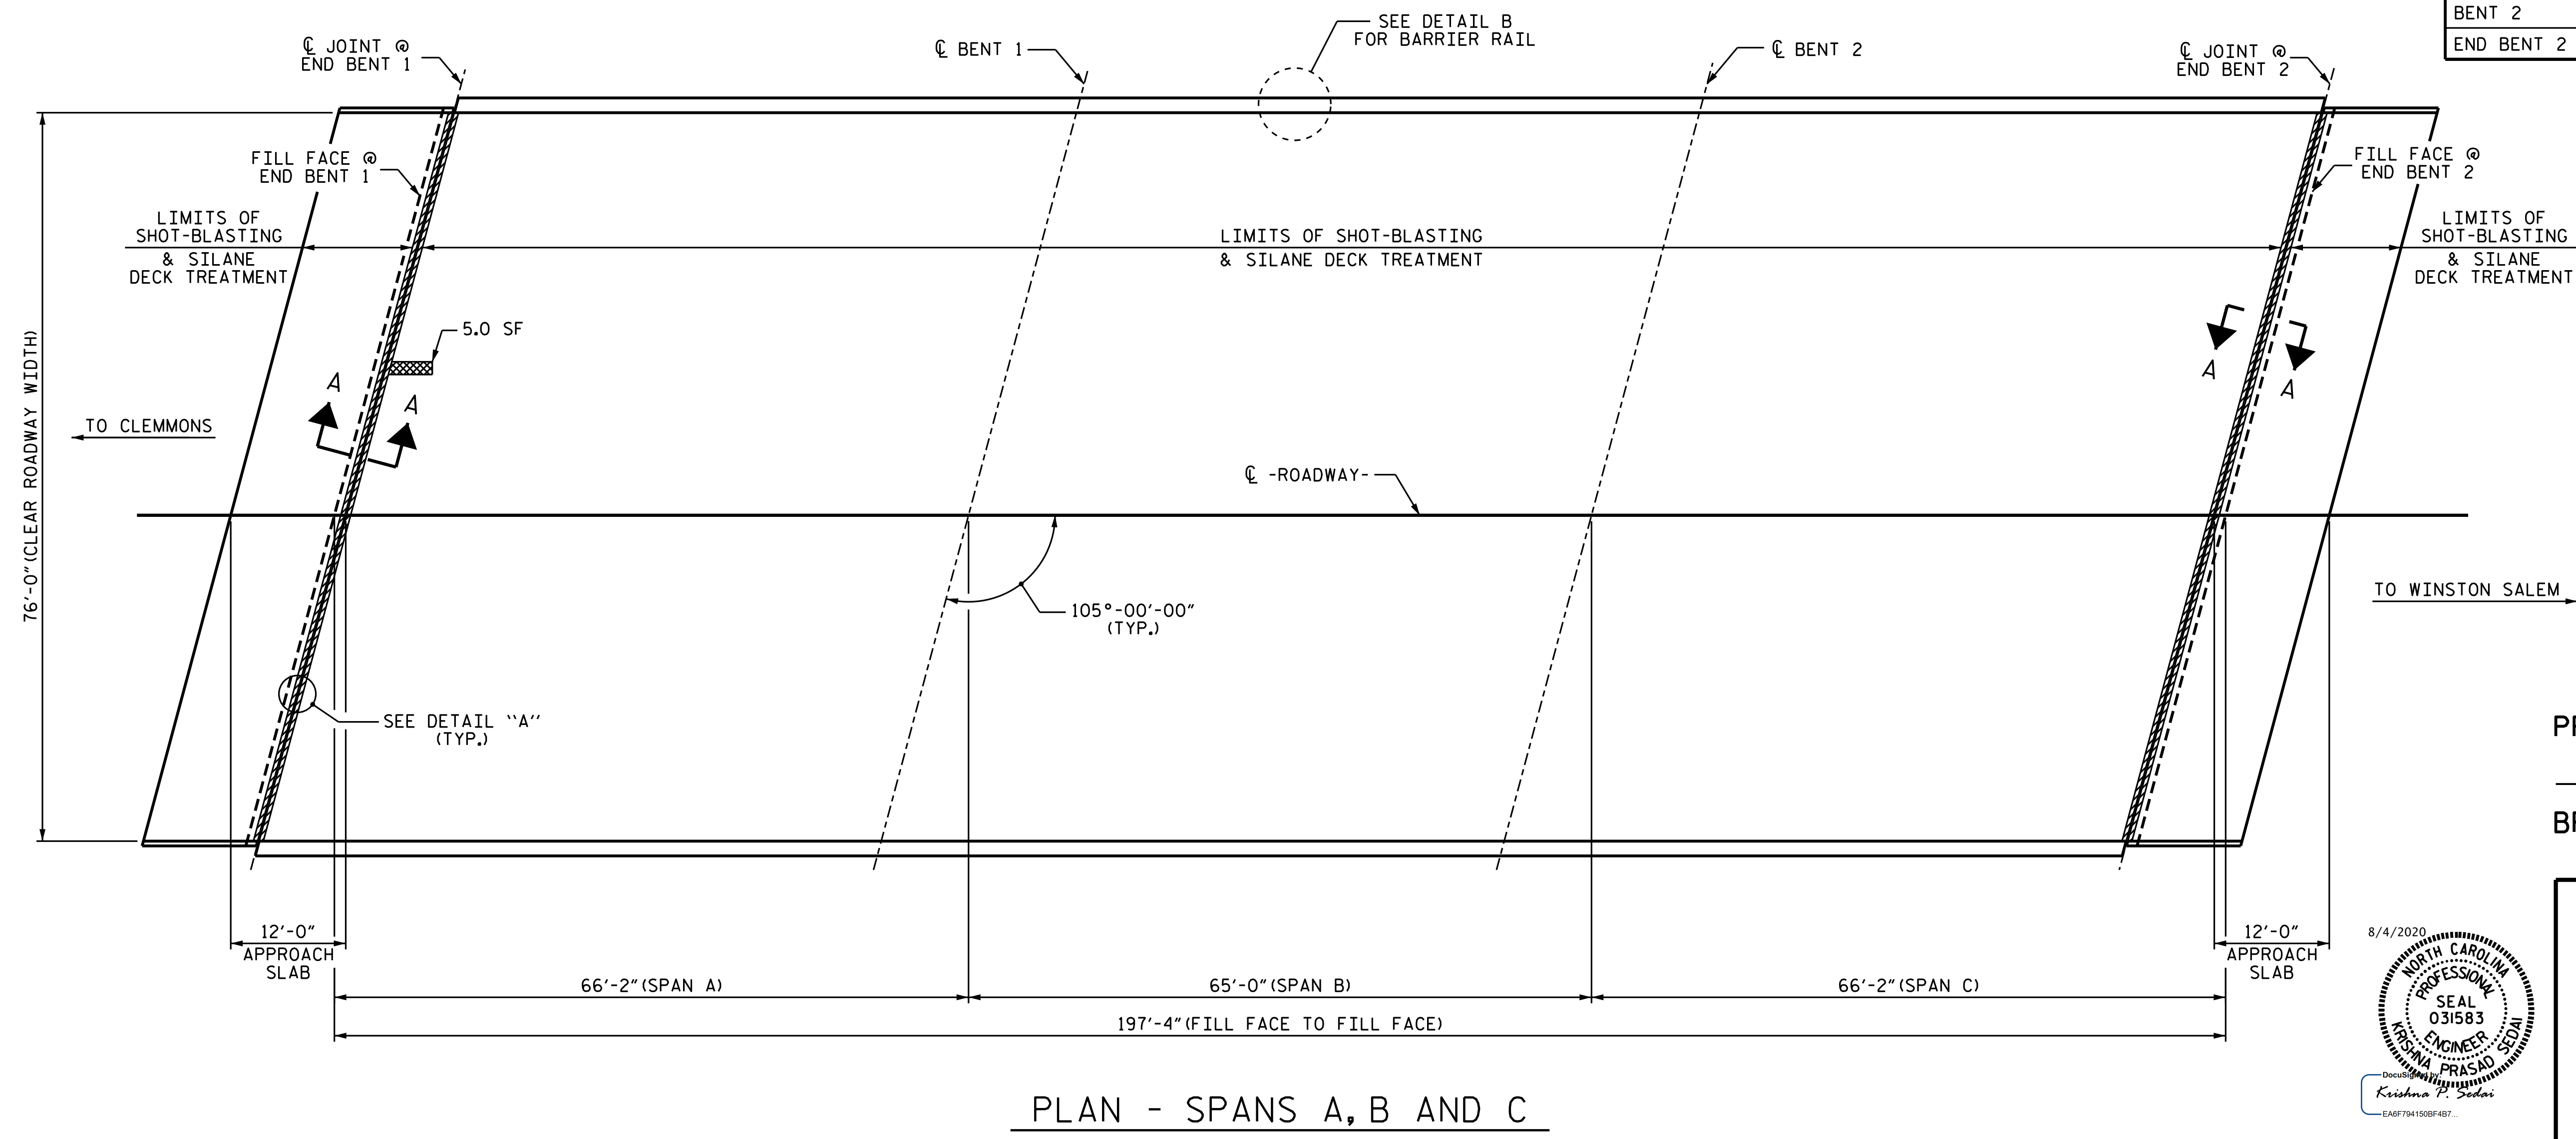 BENT 2
END BENT 2
SEE DETAIL B
FOR BARRIER RAIL
℄ JOINT @
END BENT 1
℄ BENT 1
℄ BENT 2
℄ JOINT @
END BENT 2
FILL FACE @
END BENT 1
FILL FACE @
END BENT 2
LIMITS OF
SHOT-BLASTING
& SILANE
DECK TREATMENT
LIMITS OF SHOT-BLASTING
& SILANE DECK TREATMENT
LIMITS OF
SHOT-BLASTING
& SILANE
DECK TREATMENT
5.0 SF
76'-0" (CLEAR ROADWAY WIDTH)
A
A
A
A
TO CLEMMONS
℄ -ROADWAY-
105°-00'-00"
(TYP.)
TO WINSTON SALEM
SEE DETAIL "A"
(TYP.)
12'-0"
APPROACH
SLAB
12'-0"
APPROACH
SLAB
66'-2" (SPAN A)
65'-0" (SPAN B)
66'-2" (SPAN C)
197'-4" (FILL FACE TO FILL FACE)
PLAN - SPANS A, B AND C
8/4/2020
NORTH CAROLINA
PROFESSIONAL
SEAL
031583
ENGINEER
KRISHNA PRASAD SEDAI
DocuSigned by:
Krishna P. Sedai
EA6F794150BF4B7...